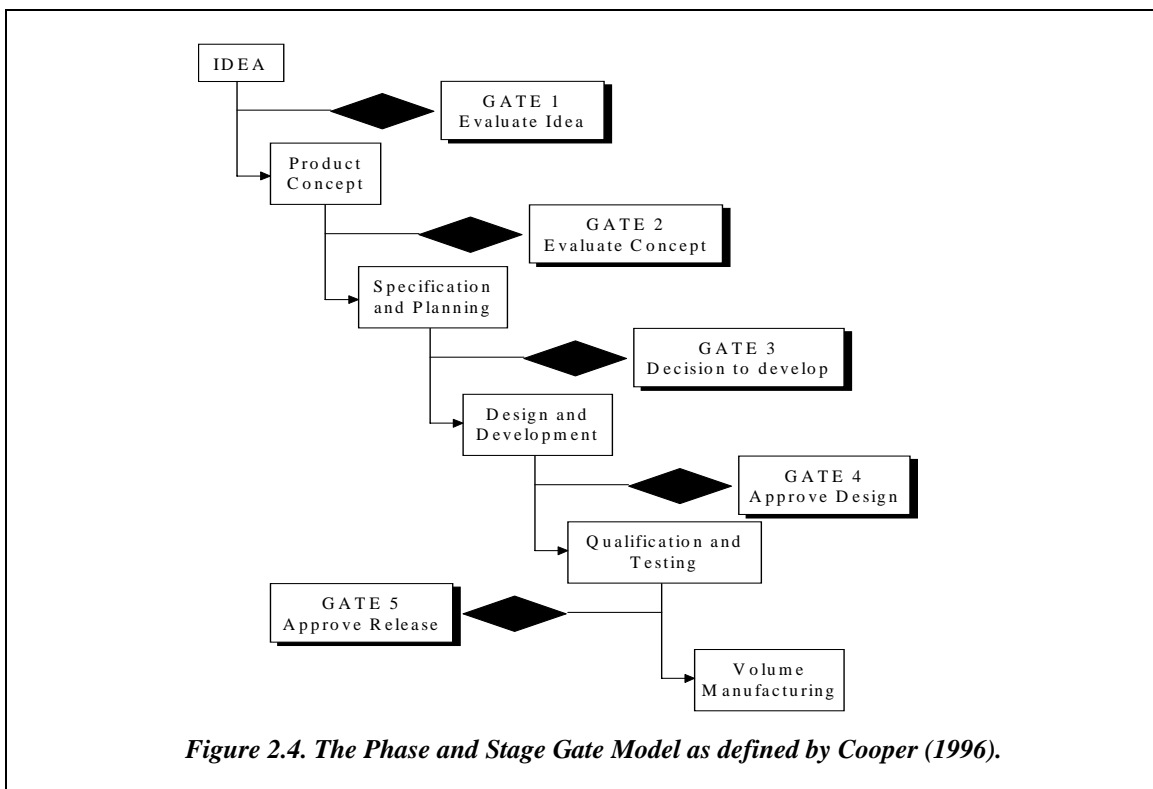 IDEA
GATE 1
Evaluate Idea
Product
Concept
GATE 2
Evaluate Concept
Specification
and Planning
GATE 3
Decision to develop
Design and
Development
GATE 4
Approve Design
Qualification and
Testing
GATE 5
Approve Release
Volume
Manufacturing
Figure 2.4. The Phase and Stage Gate Model as defined by Cooper (1996).